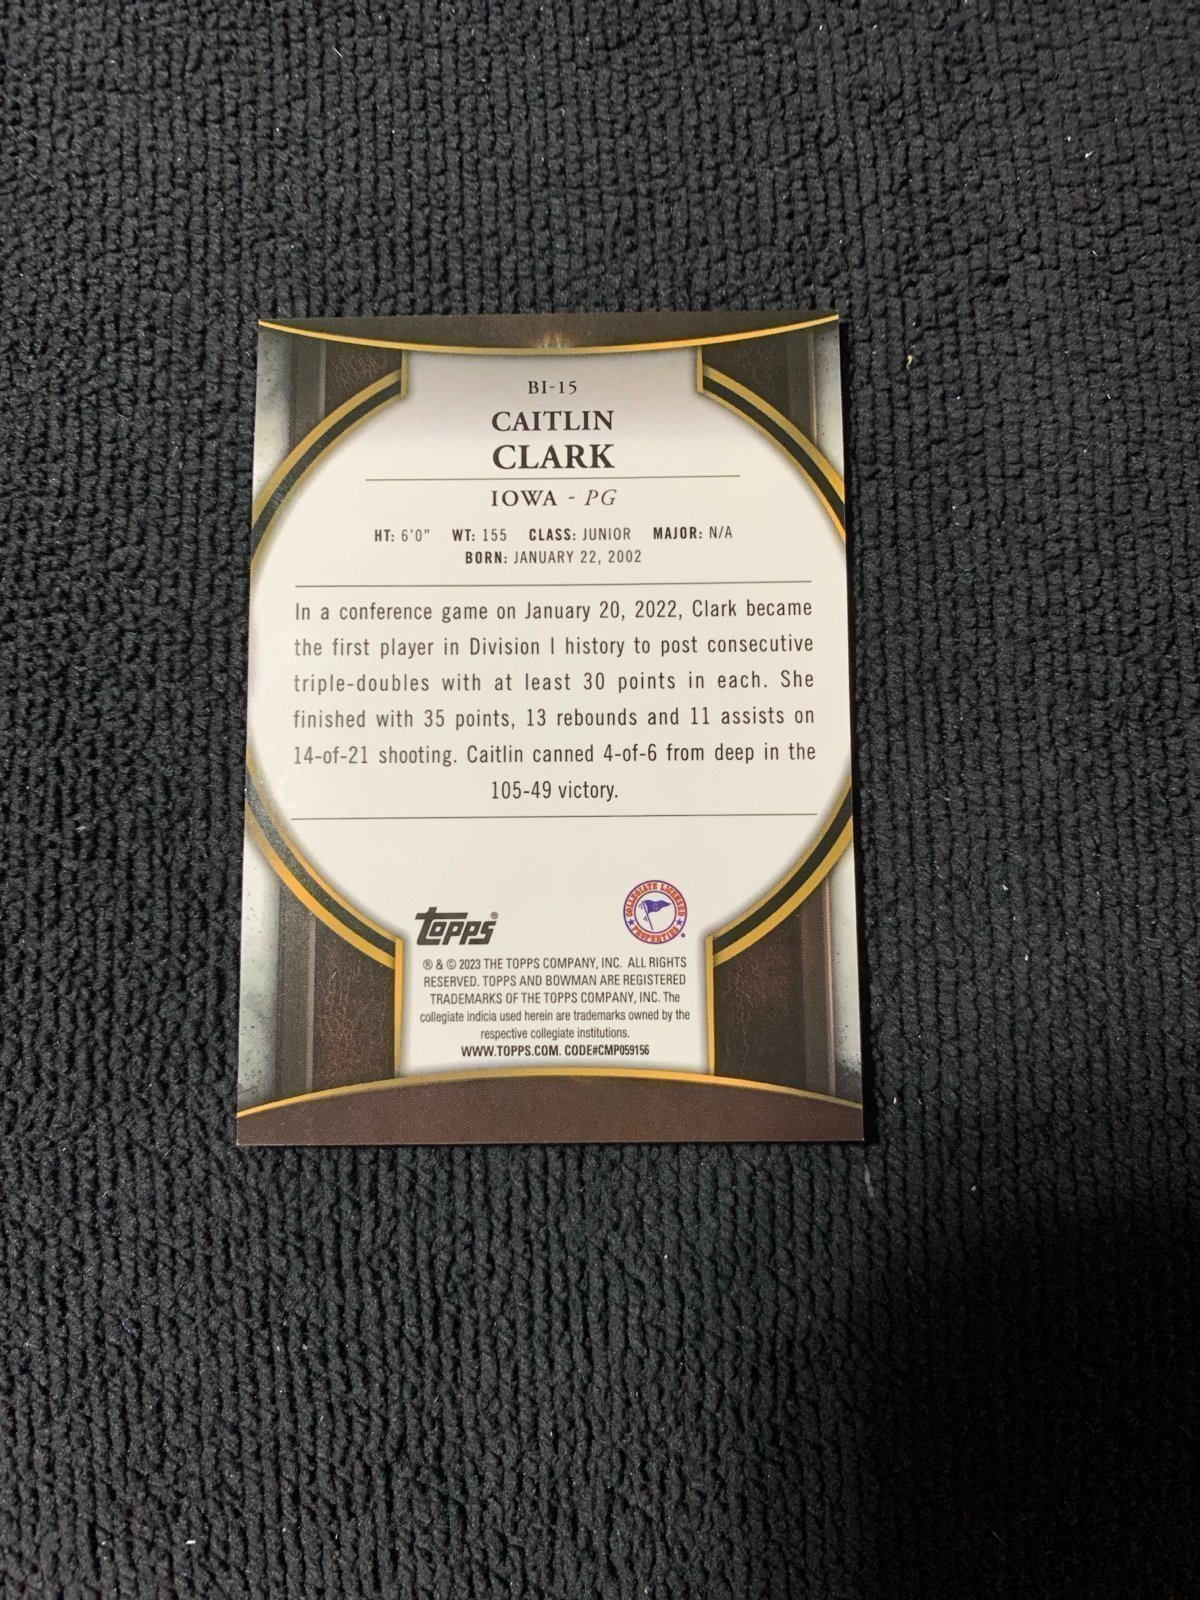 BI-15
CAITLIN
CLARK
IOWA - PG
HT: 6'0" WT: 155 CLASS: JUNIOR MAJOR: N/A
BORN: JANUARY 22, 2002
In a conference game on January 20, 2022, Clark became
the first player in Division I history to post consecutive
triple-doubles with at least 30 points in each. She
finished with 35 points, 13 rebounds and 11 assists on
14-of-21 shooting. Caitlin canned 4-of-6 from deep in the
105-49 victory.
Topps®
COLLEGIATE LICENSED PROPERTIES
® & © 2023 THE TOPPS COMPANY, INC. ALL RIGHTS
RESERVED. TOPPS AND BOWMAN ARE REGISTERED
TRADEMARKS OF THE TOPPS COMPANY, INC. The
collegiate indicia used herein are trademarks owned by the
respective collegiate institutions.
WWW.TOPPS.COM. CODE#CMP059156